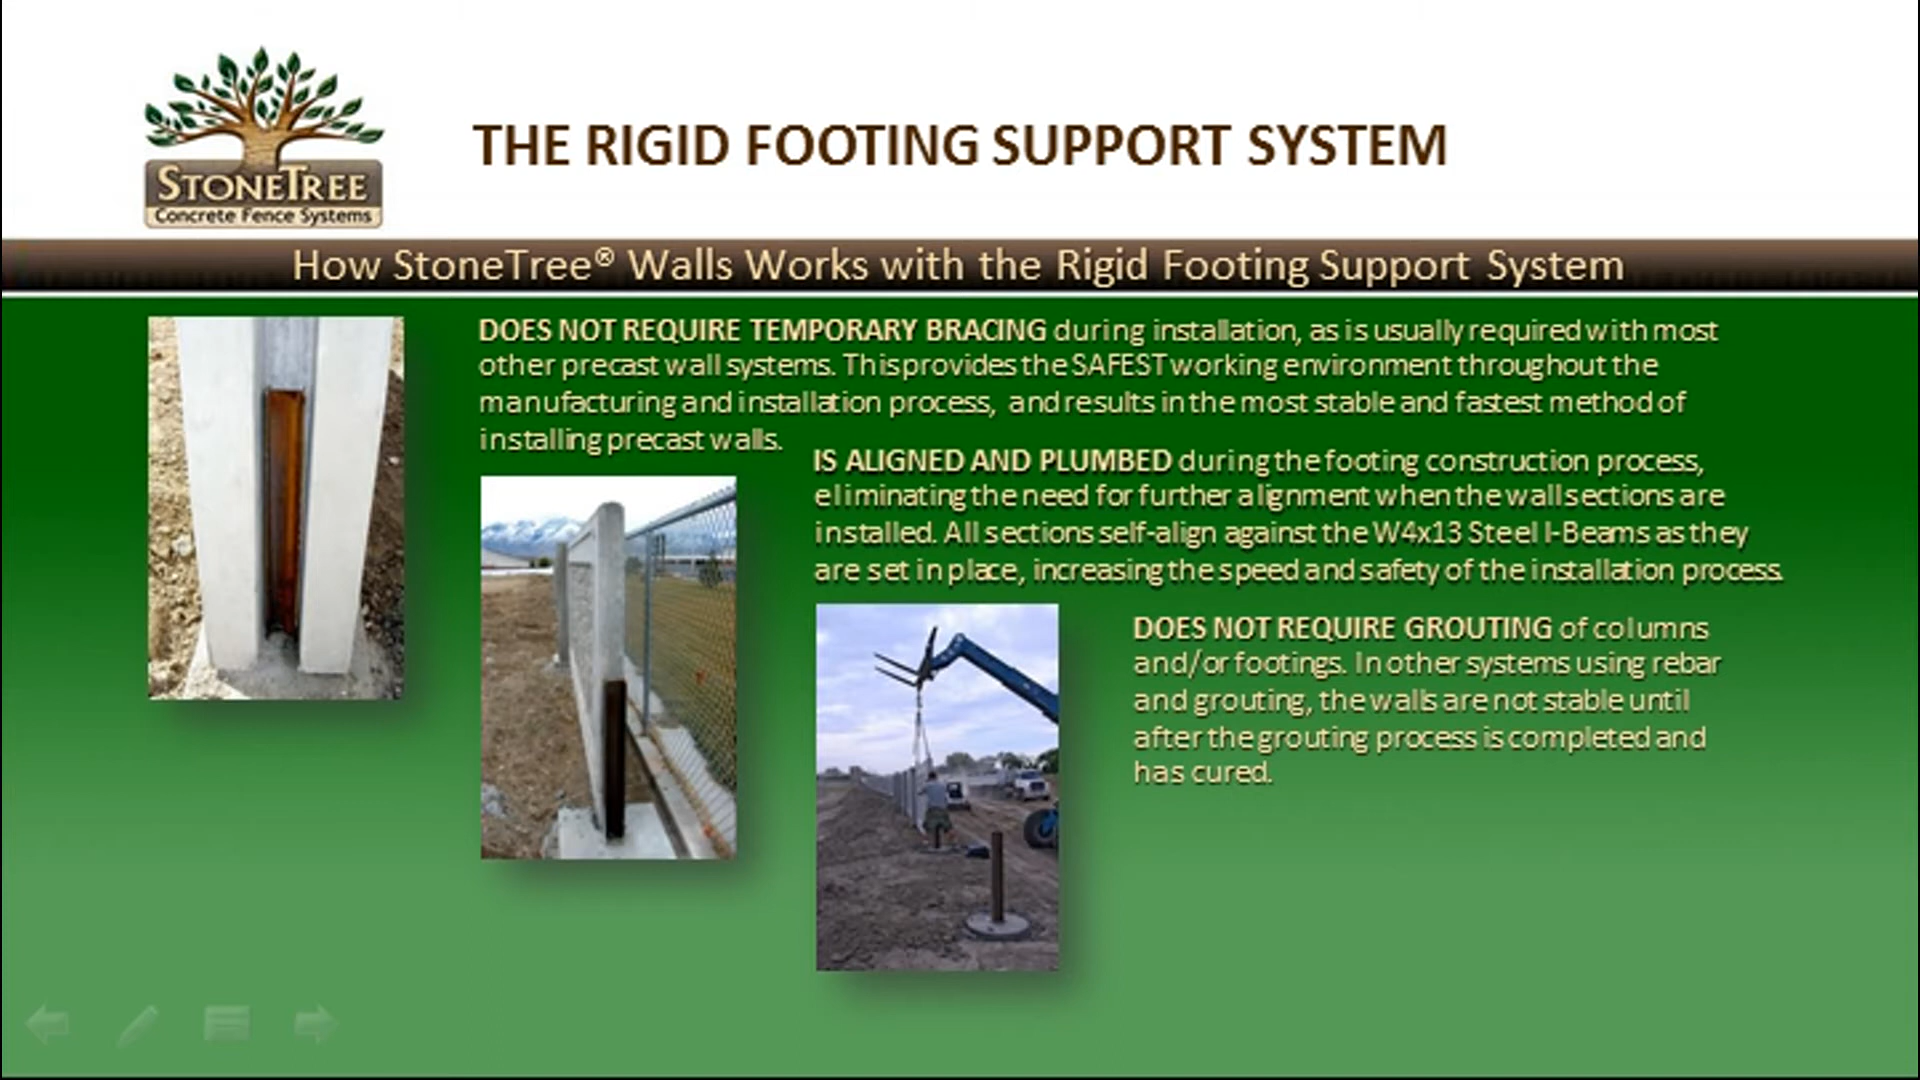 STONETREE
Concrete Fence Systems
THE RIGID FOOTING SUPPORT SYSTEM
How StoneTree® Walls Works with the Rigid Footing Support System
DOES NOT REQUIRE TEMPORARY BRACING during installation, as is usually required with most
other precast wall systems. This provides the SAFEST working environment throughout the
manufacturing and installation process, and results in the most stable and fastest method of
installing precast walls.
IS ALIGNED AND PLUMBED during the footing construction process,
eliminating the need for further alignment when the wall sections are
installed. All sections self-align against the W4x13 Steel I-Beams as they
are set in place, increasing the speed and safety of the installation process.
DOES NOT REQUIRE GROUTING of columns
and/or footings. In other systems using rebar
and grouting, the walls are not stable until
after the grouting process is completed and
has cured.